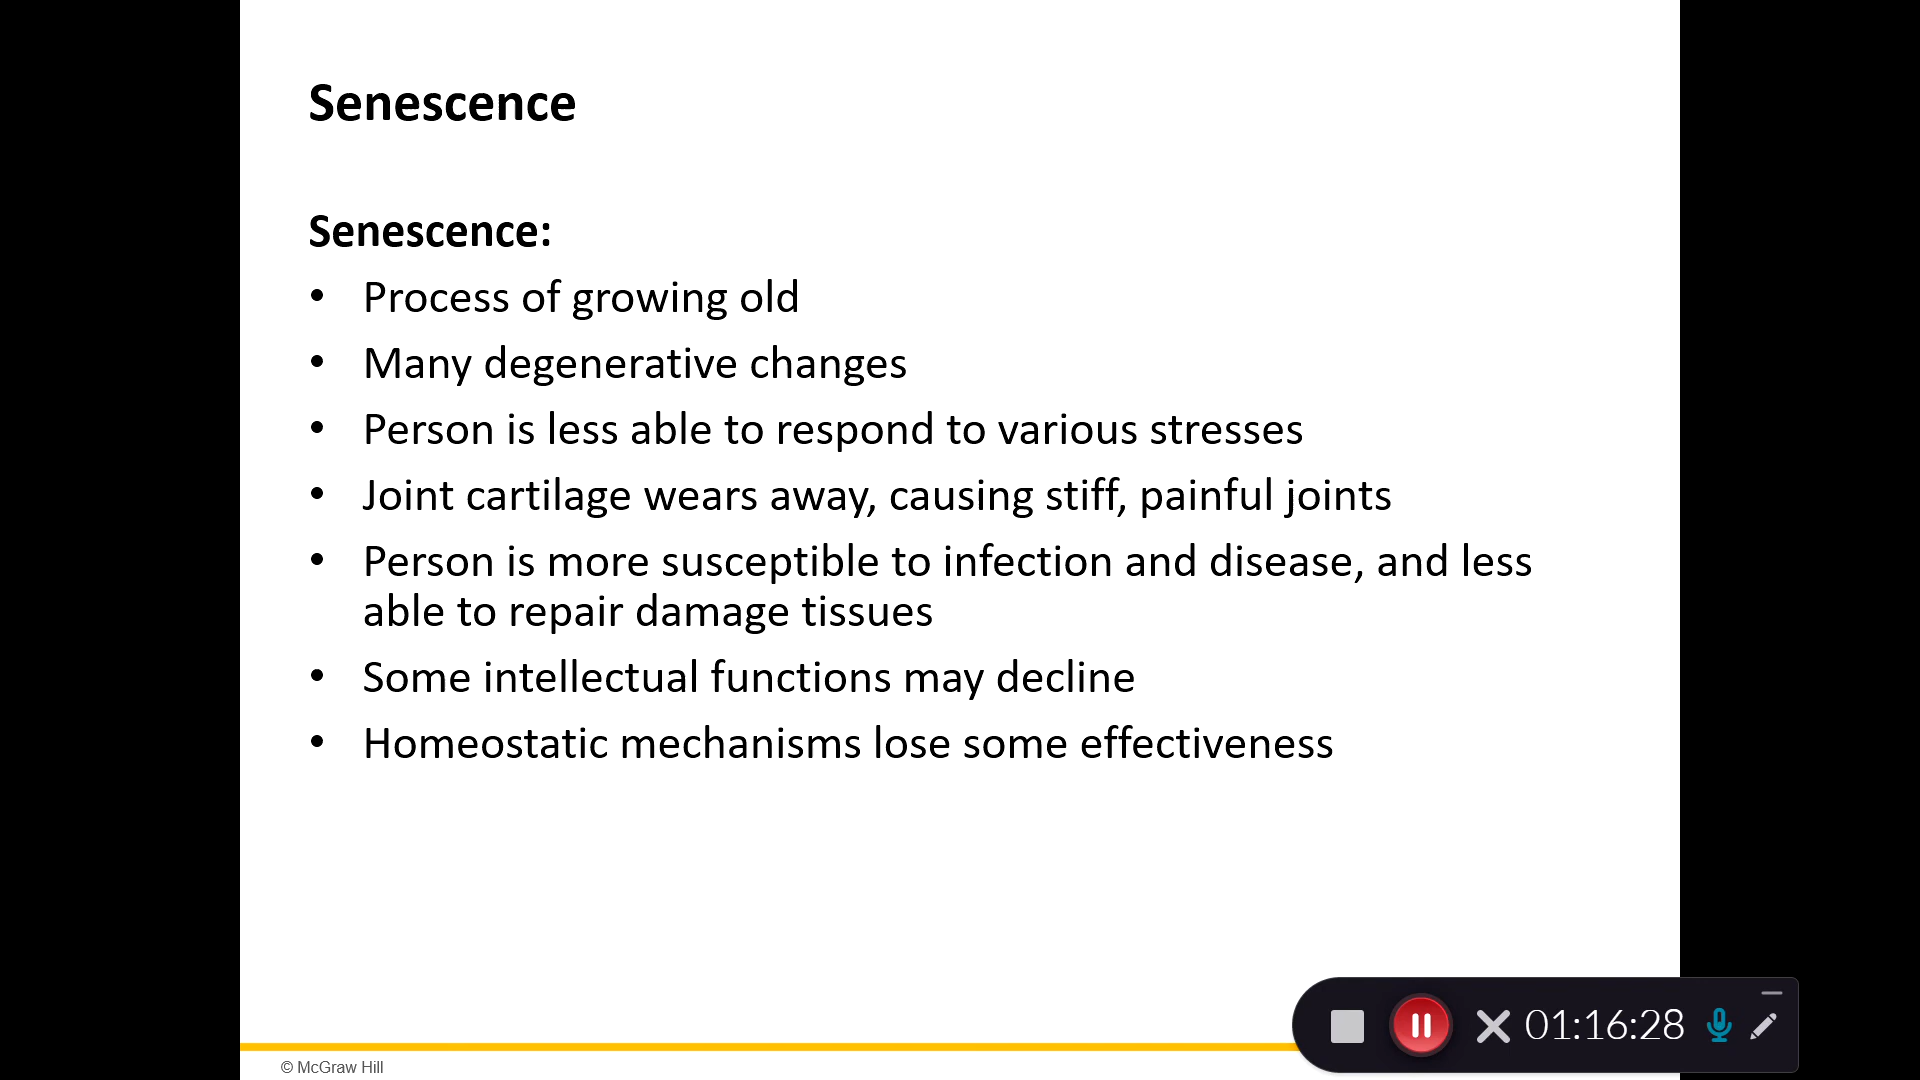 Senescence
Senescence:
• Process of growing old
• Many degenerative changes
• Person is less able to respond to various stresses
• Joint cartilage wears away, causing stiff, painful joints
• Person is more susceptible to infection and disease, and less
able to repair damage tissues
• Some intellectual functions may decline
• Homeostatic mechanisms lose some effectiveness
01:16:28
© McGraw Hill